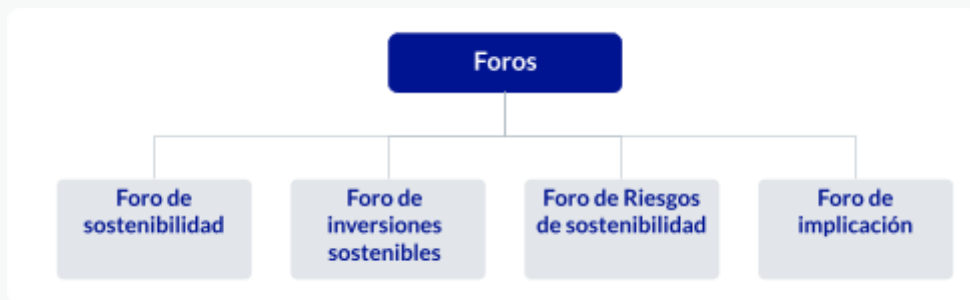 Foros
Foro de
sostenibilidad
Foro de
inversiones
sostenibles
Foro de Riesgos
de sostenibilidad
Foro de
implicación